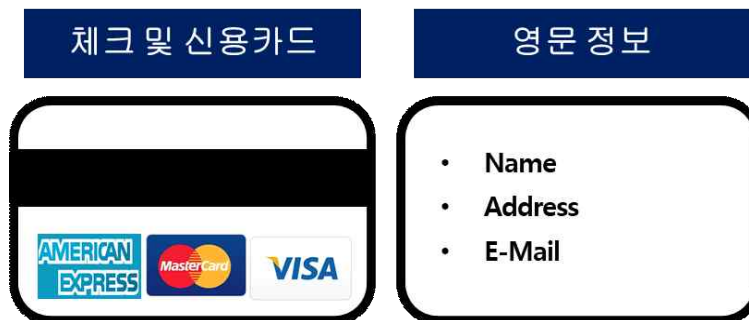 체크 및 신용카드
영문 정보
AMERICAN
EXPRESS
MasterCard
VISA
• Name
• Address
• E-Mail